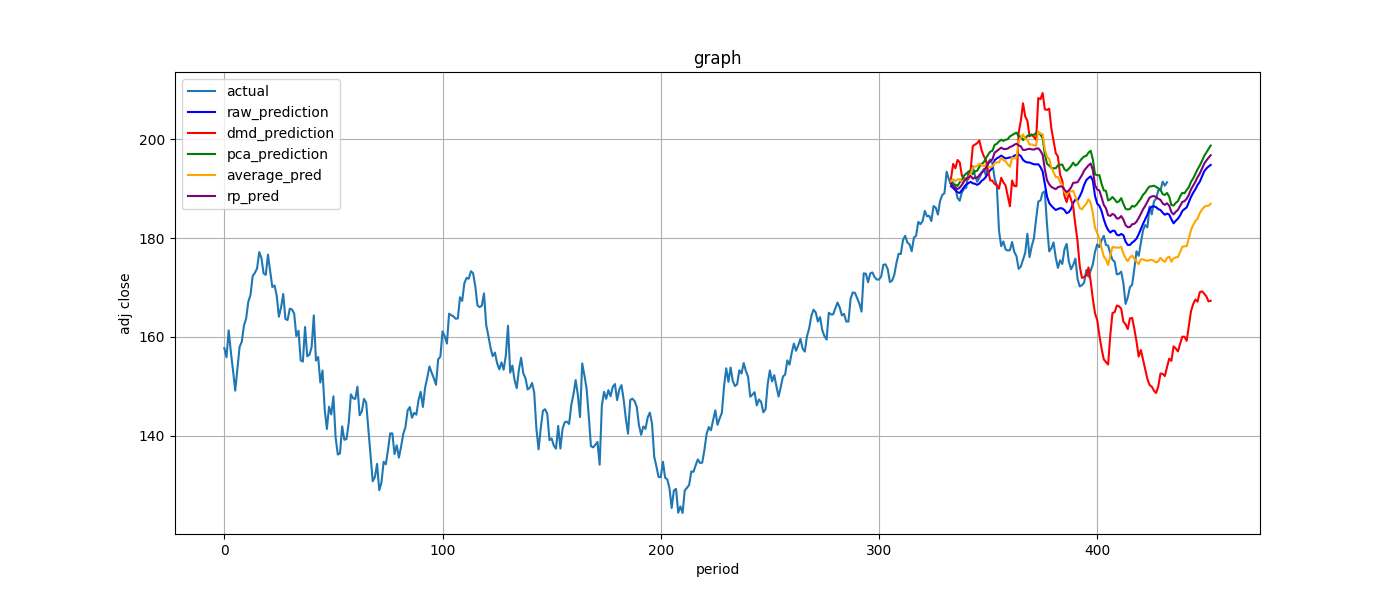 graph
actual
raw_prediction
dmd_prediction
pca_prediction
average_pred
rp_pred
200
180
160
140
adj close
0 100 200 300 400
period